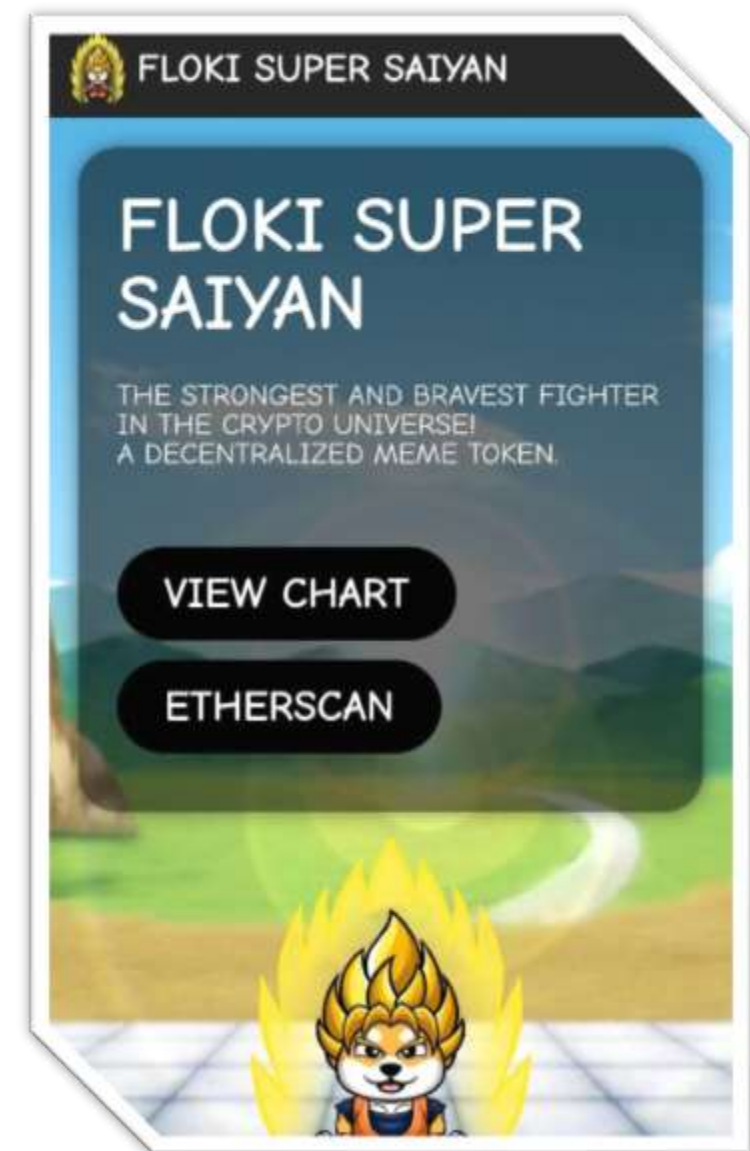 FLOKI SUPER SAIYAN
FLOKI SUPER
SAIYAN
THE STRONGEST AND BRAVEST FIGHTER
IN THE CRYPTO UNIVERSE!
A DECENTRALIZED MEME TOKEN.
VIEW CHART
ETHERSCAN